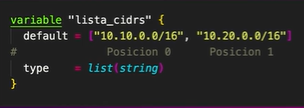 variable "lista_cidrs" {
  default = ["10.10.0.0/16", "10.20.0.0/16"]
#              Posicion 0      Posicion 1
  type    = list(string)
}